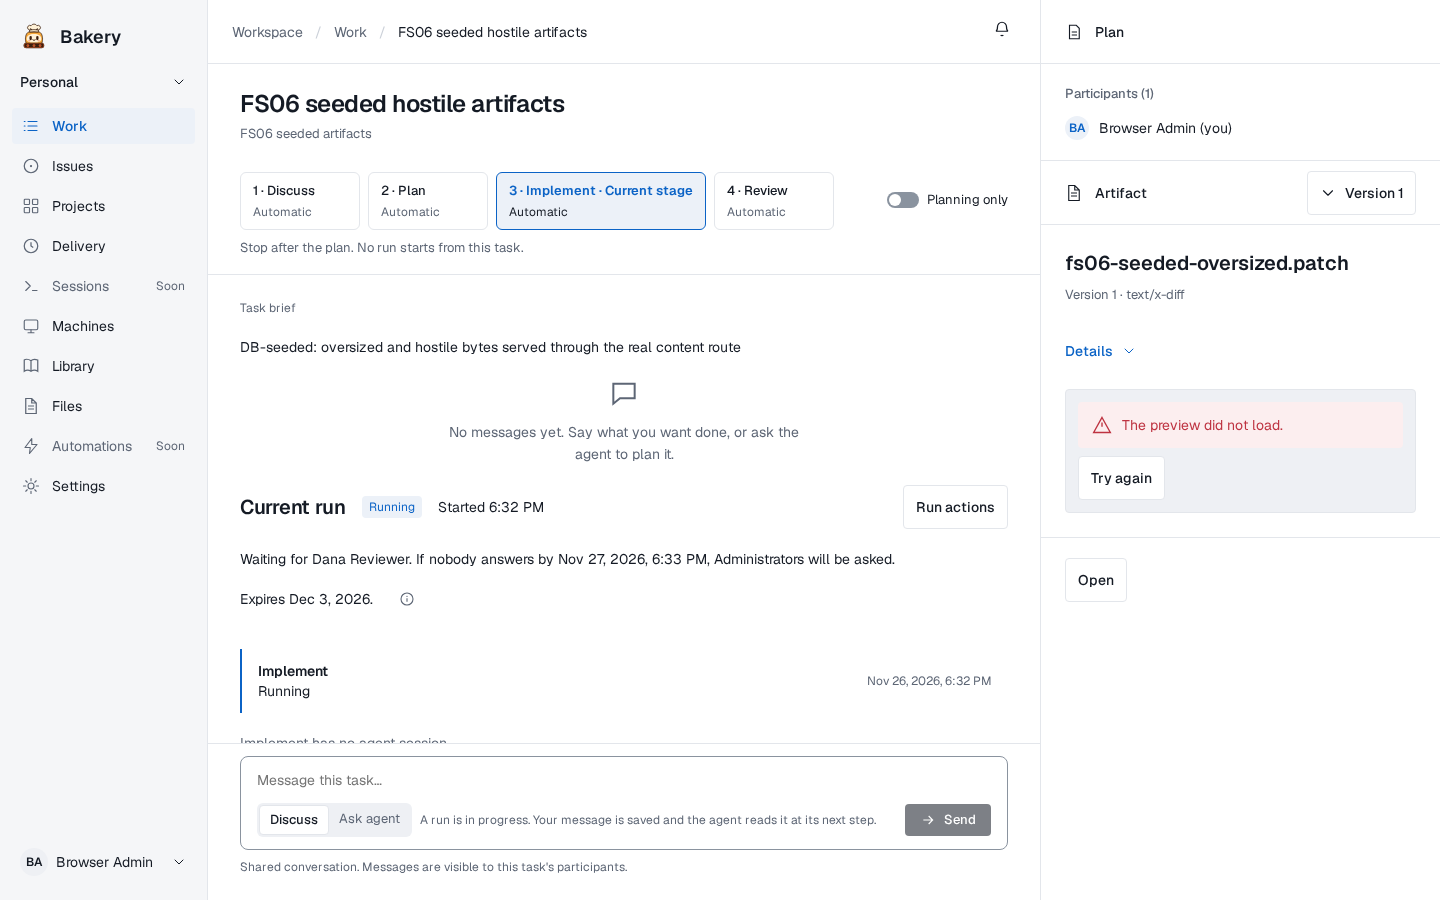 Bakery
Personal
Work
Issues
Projects
Delivery
Sessions Soon
Machines
Library
Files
Automations Soon
Settings
BA Browser Admin
Workspace / Work / FS06 seeded hostile artifacts
FS06 seeded hostile artifacts
FS06 seeded artifacts
1 · Discuss
Automatic
2 · Plan
Automatic
3 · Implement · Current stage
Automatic
4 · Review
Automatic
Planning only
Stop after the plan. No run starts from this task.
Task brief
DB-seeded: oversized and hostile bytes served through the real content route
No messages yet. Say what you want done, or ask the
agent to plan it.
Current run Running Started 6:32 PM Run actions
Waiting for Dana Reviewer. If nobody answers by Nov 27, 2026, 6:33 PM, Administrators will be asked.
Expires Dec 3, 2026.
Implement
Running
Nov 26, 2026, 6:32 PM
Implement has no agent session
Message this task...
Discuss Ask agent A run is in progress. Your message is saved and the agent reads it at its next step. Send
Shared conversation. Messages are visible to this task's participants.
Plan
Participants (1)
BA Browser Admin (you)
Artifact Version 1
fs06-seeded-oversized.patch
Version 1 · text/x-diff
Details
The preview did not load.
Try again
Open